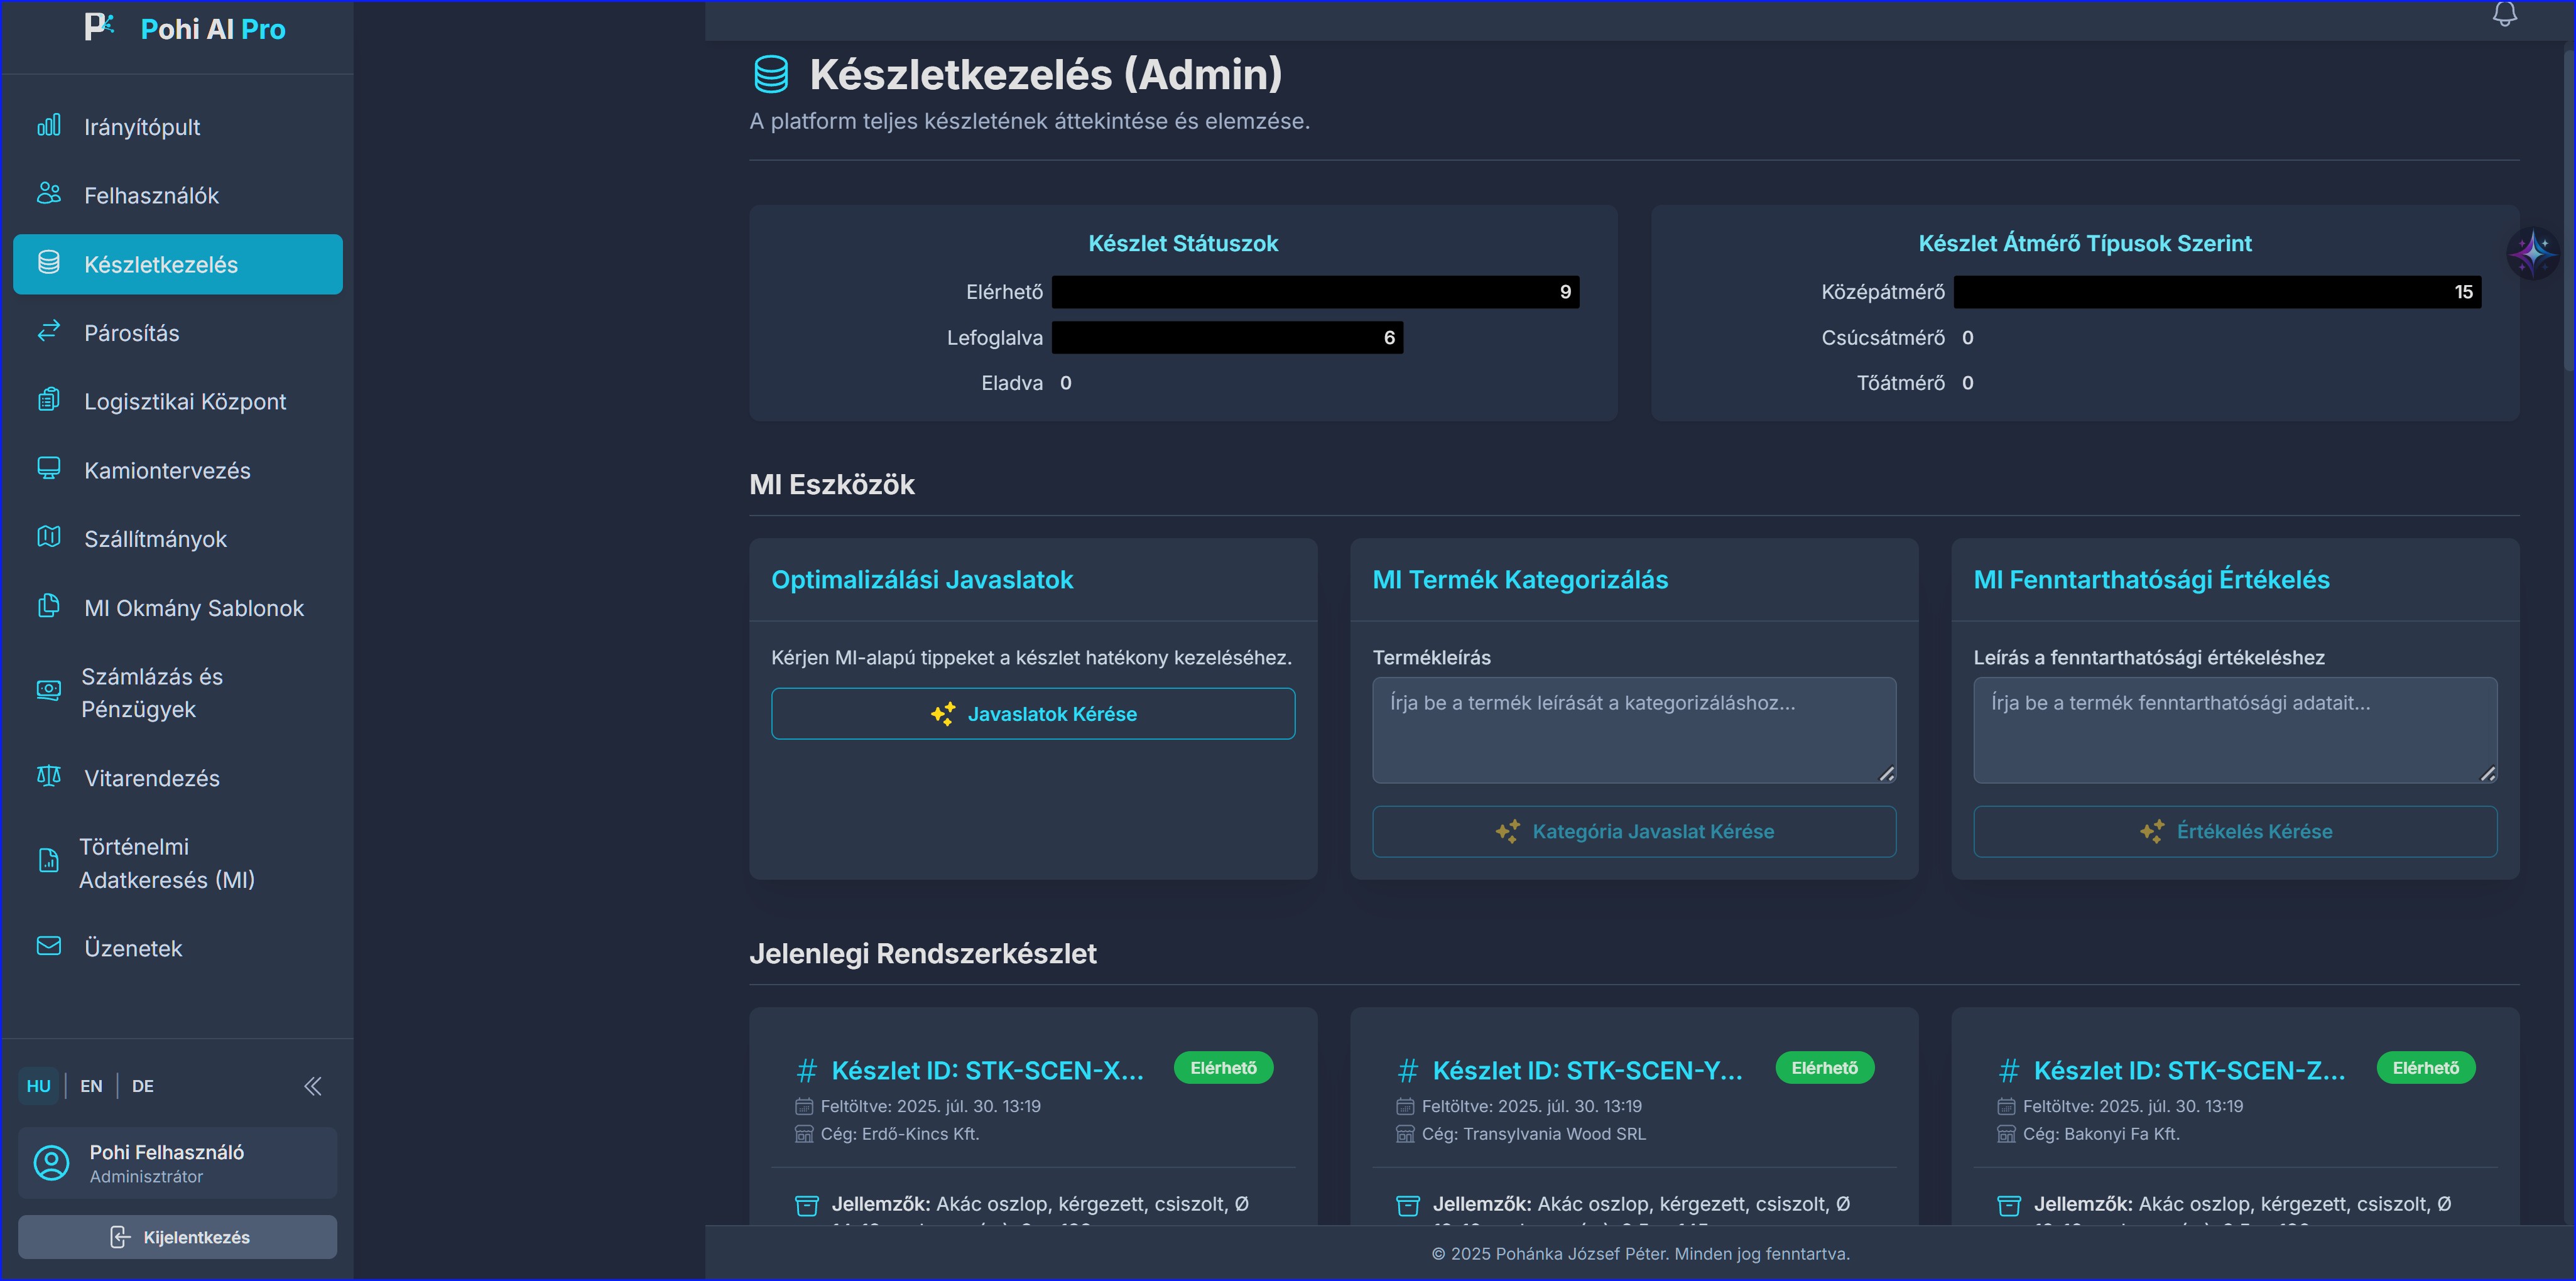 Pohi AI Pro
Irányítópult
Felhasználók
Készletkezelés
Párosítás
Logisztikai Központ
Kamiontervezés
Szállítmányok
MI Okmány Sablonok
Számlázás és
Pénzügyek
Vitarendezés
Történelmi
Adatkeresés (MI)
Üzenetek
HU | EN | DE
Pohi Felhasználó
Adminisztrátor
Kijelentkezés
Készletkezelés (Admin)
A platform teljes készletének áttekintése és elemzése.
Készlet Státuszok
Elérhető 9
Lefoglalva 6
Eladva 0
Készlet Átmérő Típusok Szerint
Középátmérő 15
Csúcsátmérő 0
Tőátmérő 0
MI Eszközök
Optimalizálási Javaslatok
Kérjen MI-alapú tippeket a készlet hatékony kezeléséhez.
Javaslatok Kérése
MI Termék Kategorizálás
Termékleírás
Írja be a termék leírását a kategorizáláshoz...
Kategória Javaslat Kérése
MI Fenntarthatósági Értékelés
Leírás a fenntarthatósági értékeléshez
Írja be a termék fenntarthatósági adatait...
Értékelés Kérése
Jelenlegi Rendszerkészlet
# Készlet ID: STK-SCEN-X... Elérhető
Feltöltve: 2025. júl. 30. 13:19
Cég: Erdő-Kincs Kft.
Jellemzők: Akác oszlop, kérgezett, csiszolt, Ø
# Készlet ID: STK-SCEN-Y... Elérhető
Feltöltve: 2025. júl. 30. 13:19
Cég: Transylvania Wood SRL
Jellemzők: Akác oszlop, kérgezett, csiszolt, Ø
# Készlet ID: STK-SCEN-Z... Elérhető
Feltöltve: 2025. júl. 30. 13:19
Cég: Bakonyi Fa Kft.
Jellemzők: Akác oszlop, kérgezett, csiszolt, Ø
© 2025 Pohánka József Péter. Minden jog fenntartva.